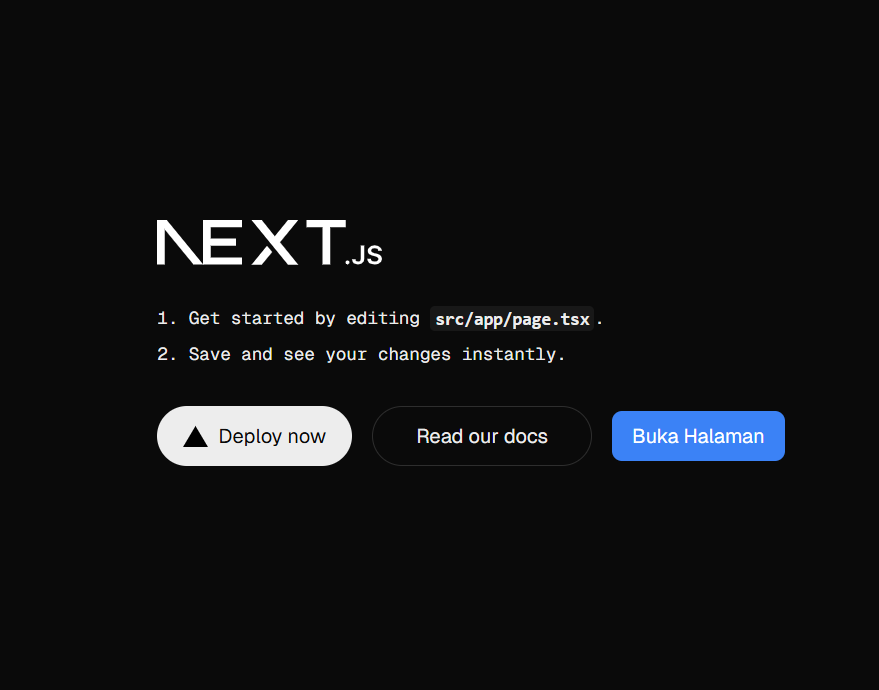 NEXT.JS
1. Get started by editing src/app/page.tsx.
2. Save and see your changes instantly.
Deploy now Read our docs Buka Halaman